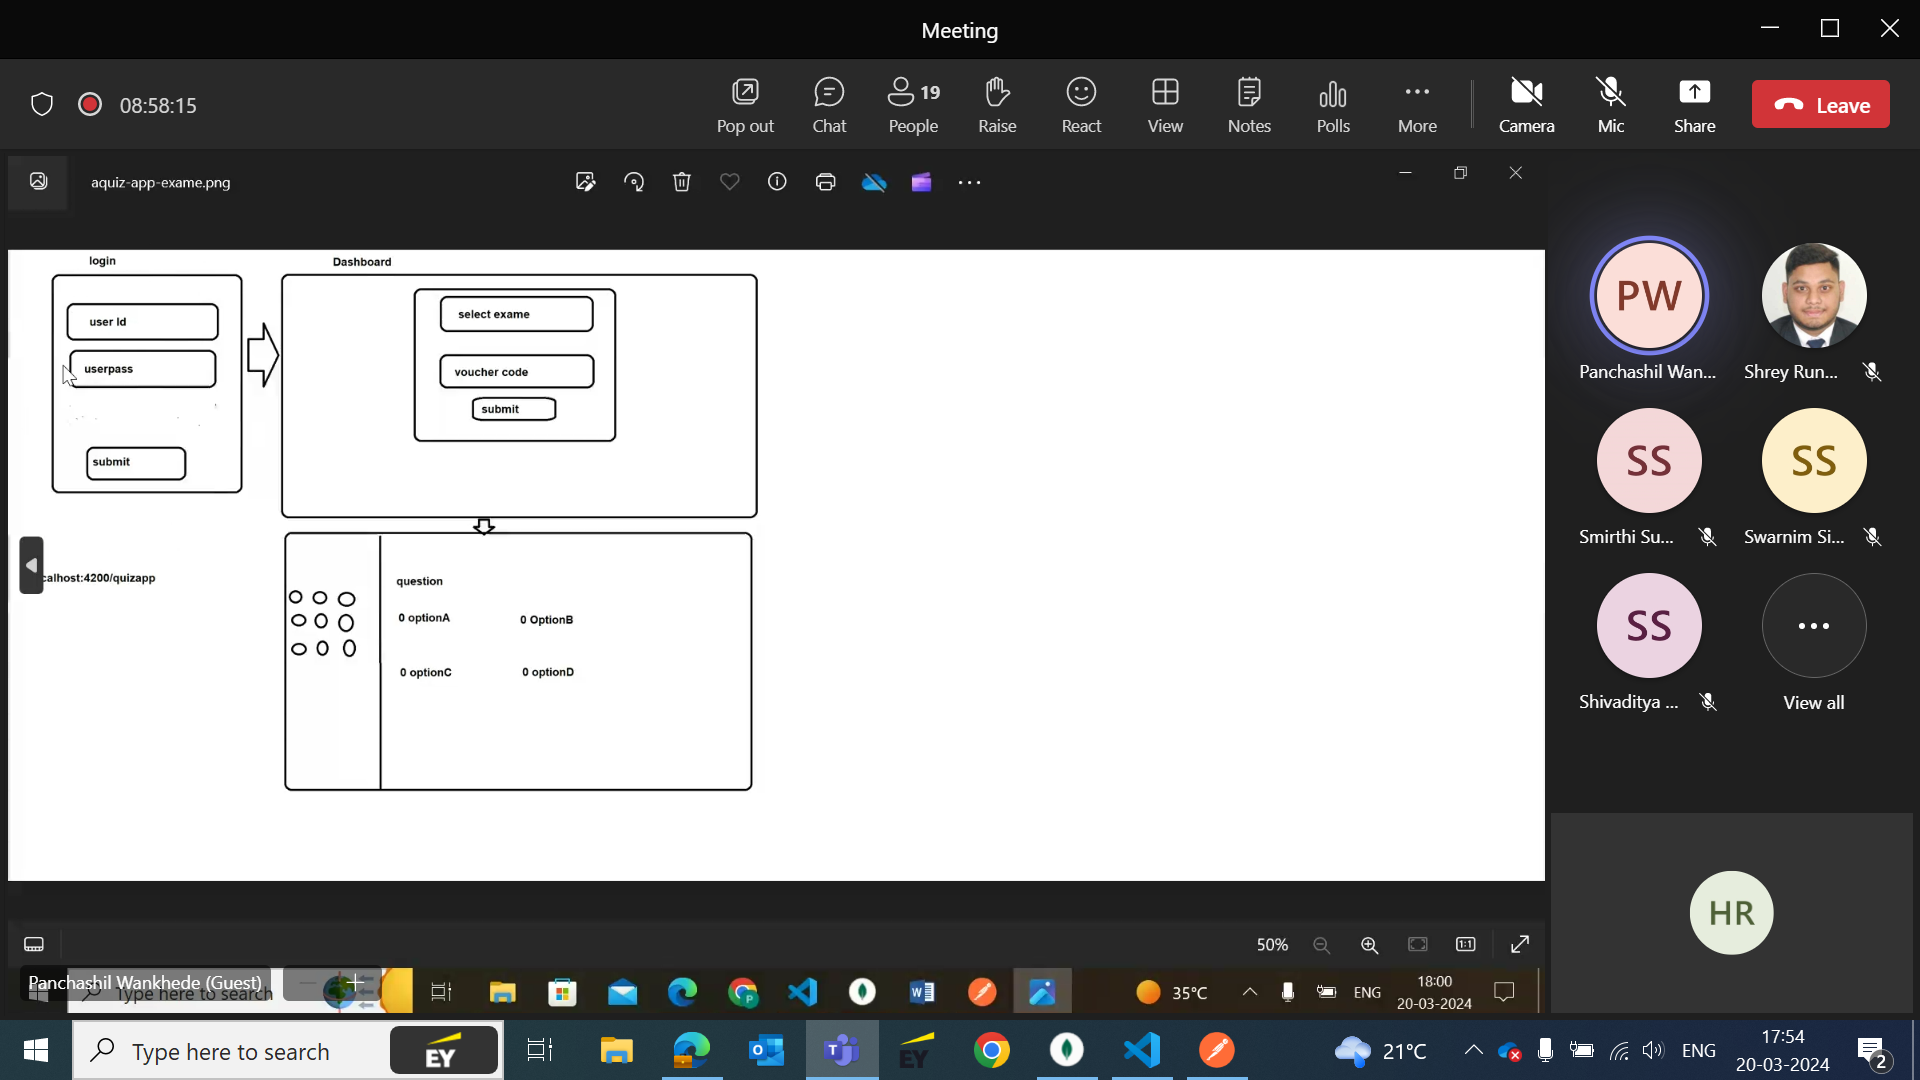 Meeting
08:58:15
Pop out
Chat
19
People
Raise
React
View
Notes
Polls
More
Camera
Mic
Share
Leave
aquiz-app-exame.png
login
Dashboard
user Id
userpass
submit
select exame
voucher code
submit
calhost:4200/quizapp
question
0 optionA
0 OptionB
0 optionC
0 optionD
PW
Panchashil Wan...
Shrey Run...
SS
Smirthi Su...
SS
Swarnim Si...
SS
Shivaditya ...
View all
HR
50%
1:1
Panchashil Wankhede (Guest)
Type here to search
35°C
ENG
18:00
20-03-2024
Type here to search
EY
EY
21°C
ENG
17:54
20-03-2024
2